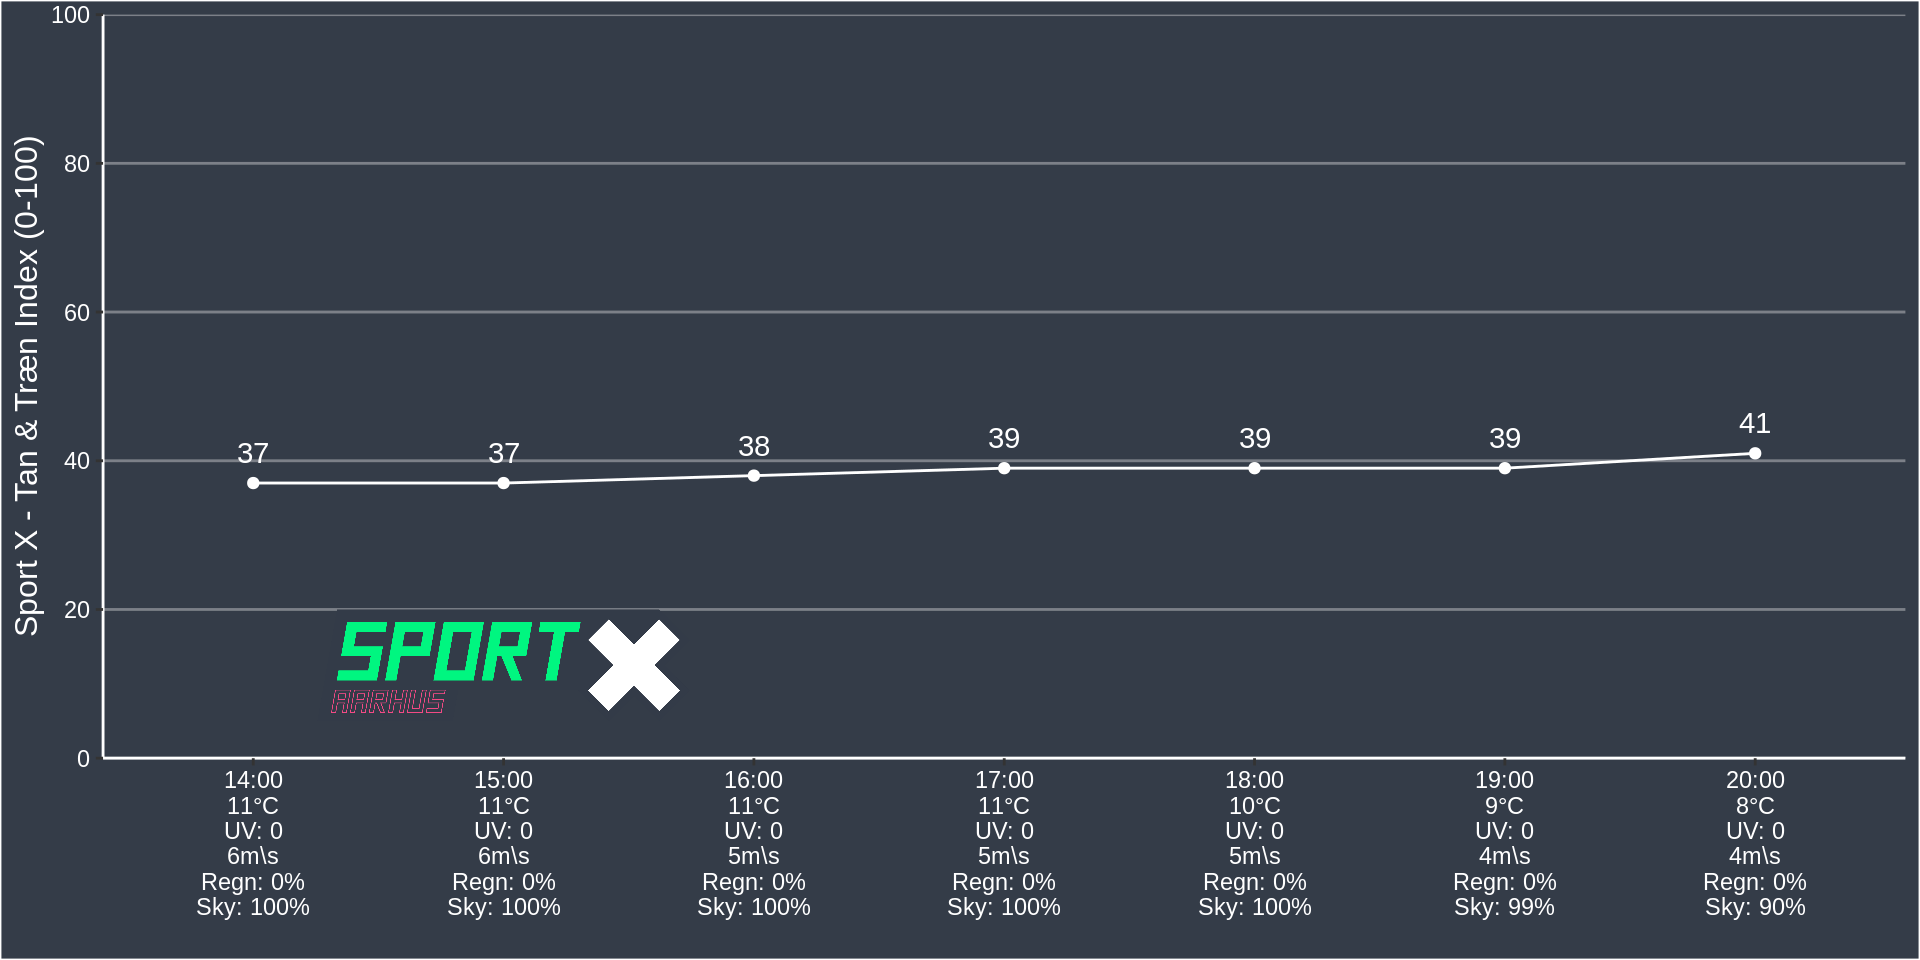 Sport X - Tan & Træn Index (0-100)
100
80
60
40
20
0
37
37
38
39
39
39
41
SPORT X
AARHUS
14:00
11°C
UV: 0
6m\s
Regn: 0%
Sky: 100%
15:00
11°C
UV: 0
6m\s
Regn: 0%
Sky: 100%
16:00
11°C
UV: 0
5m\s
Regn: 0%
Sky: 100%
17:00
11°C
UV: 0
5m\s
Regn: 0%
Sky: 100%
18:00
10°C
UV: 0
5m\s
Regn: 0%
Sky: 100%
19:00
9°C
UV: 0
4m\s
Regn: 0%
Sky: 99%
20:00
8°C
UV: 0
4m\s
Regn: 0%
Sky: 90%